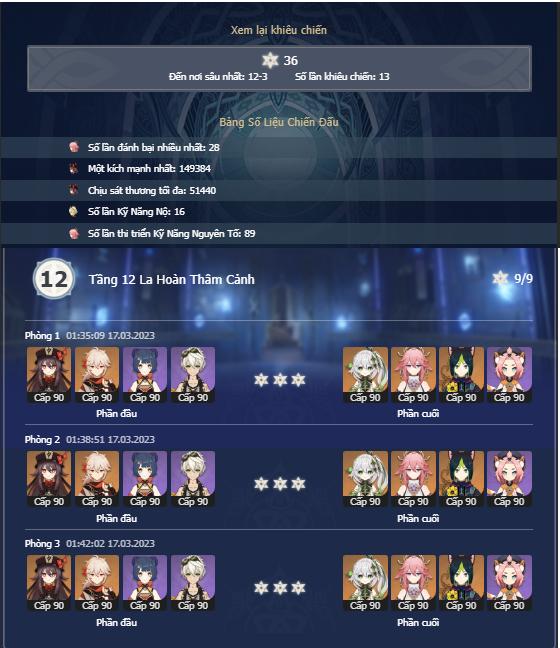 Xem lại khiêu chiến
36
Đến nơi sâu nhất: 12-3 Số lần khiêu chiến: 13
Bảng Số Liệu Chiến Đấu
Số lần đánh bại nhiều nhất: 28
Một kích mạnh nhất: 149384
Chịu sát thương tối đa: 51440
Số lần Kỹ Năng Nộ: 16
Số lần thi triển Kỹ Năng Nguyên Tố: 89
12 Tầng 12 La Hoàn Thâm Cảnh 9/9
Phòng 1 01:35:09 17.03.2023
Cấp 90 Cấp 90 Cấp 90 Cấp 90 Cấp 90 Cấp 90 Cấp 90 Cấp 90
Phần đầu Phần cuối
Phòng 2 01:38:51 17.03.2023
Cấp 90 Cấp 90 Cấp 90 Cấp 90 Cấp 90 Cấp 90 Cấp 90 Cấp 90
Phần đầu Phần cuối
Phòng 3 01:42:02 17.03.2023
Cấp 90 Cấp 90 Cấp 90 Cấp 90 Cấp 90 Cấp 90 Cấp 90 Cấp 90
Phần đầu Phần cuối